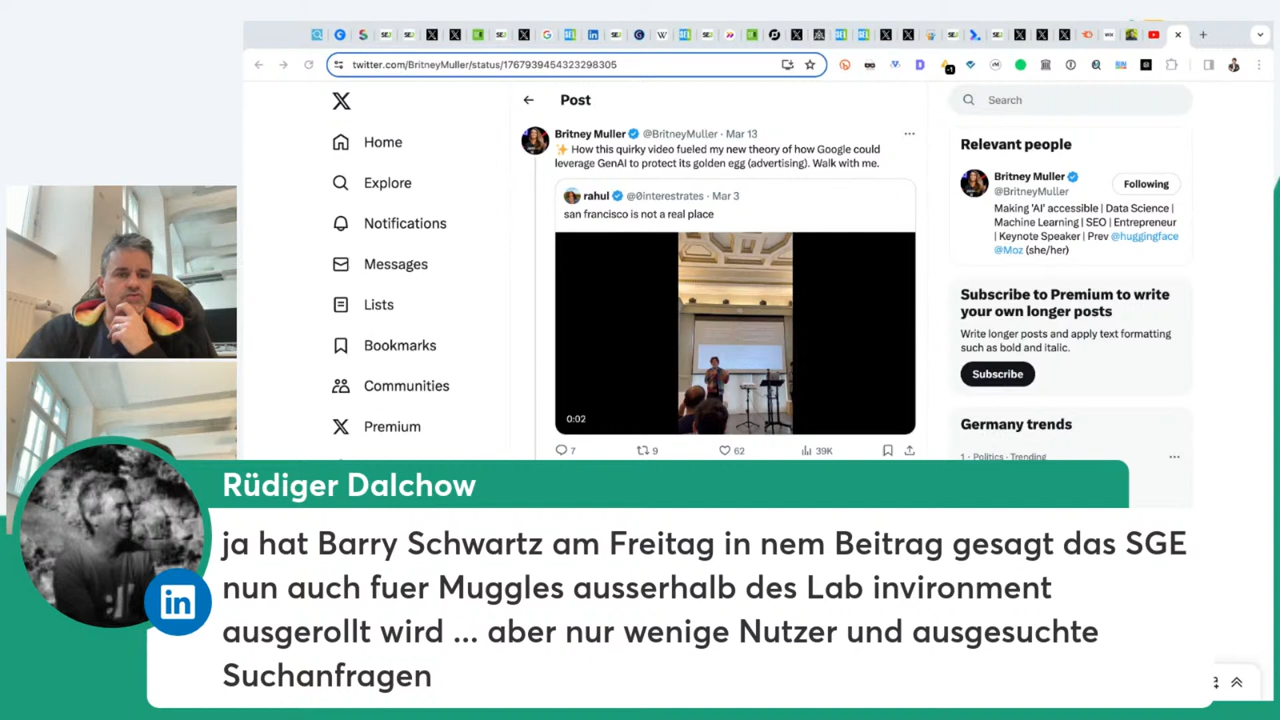 twitter.com/BritneyMuller/status/1767939454323298305
Home
Explore
Notifications
Messages
Lists
Bookmarks
Communities
Premium
Post
Britney Muller @BritneyMuller · Mar 13
✨ How this quirky video fueled my new theory of how Google could
leverage GenAI to protect its golden egg (advertising). Walk with me.
rahul @0interestrates · Mar 3
san francisco is not a real place
0:02
7 9 62 39K
Search
Relevant people
Britney Muller
@BritneyMuller
Following
Making 'AI' accessible | Data Science |
Machine Learning | SEO | Entrepreneur
| Keynote Speaker | Prev @huggingface
@Moz (she/her)
Subscribe to Premium to write
your own longer posts
Write longer posts and apply text formatting
such as bold and italic.
Subscribe
Germany trends
1 · Politics · Trending
Rüdiger Dalchow
in
ja hat Barry Schwartz am Freitag in nem Beitrag gesagt das SGE
nun auch fuer Muggles ausserhalb des Lab invironment
ausgerollt wird ... aber nur wenige Nutzer und ausgesuchte
Suchanfragen